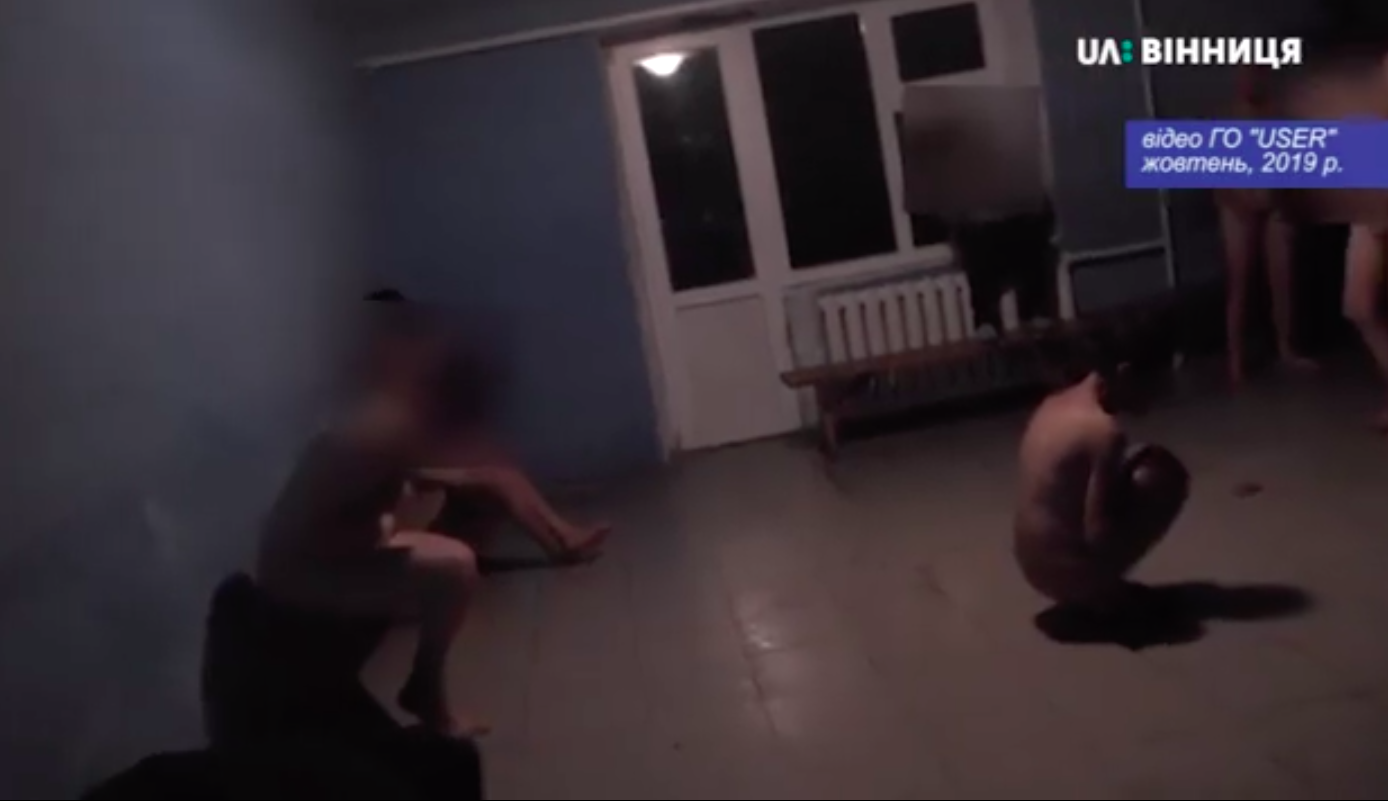 UA: ВІННИЦЯ
відео ГО "USER"
жовтень, 2019 р.